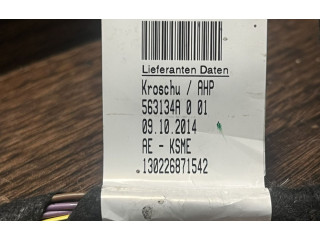 Lieferanten Daten
Kroschu / AHP
563134A 0 01
09.10.2014
AE - KSME
130226871542